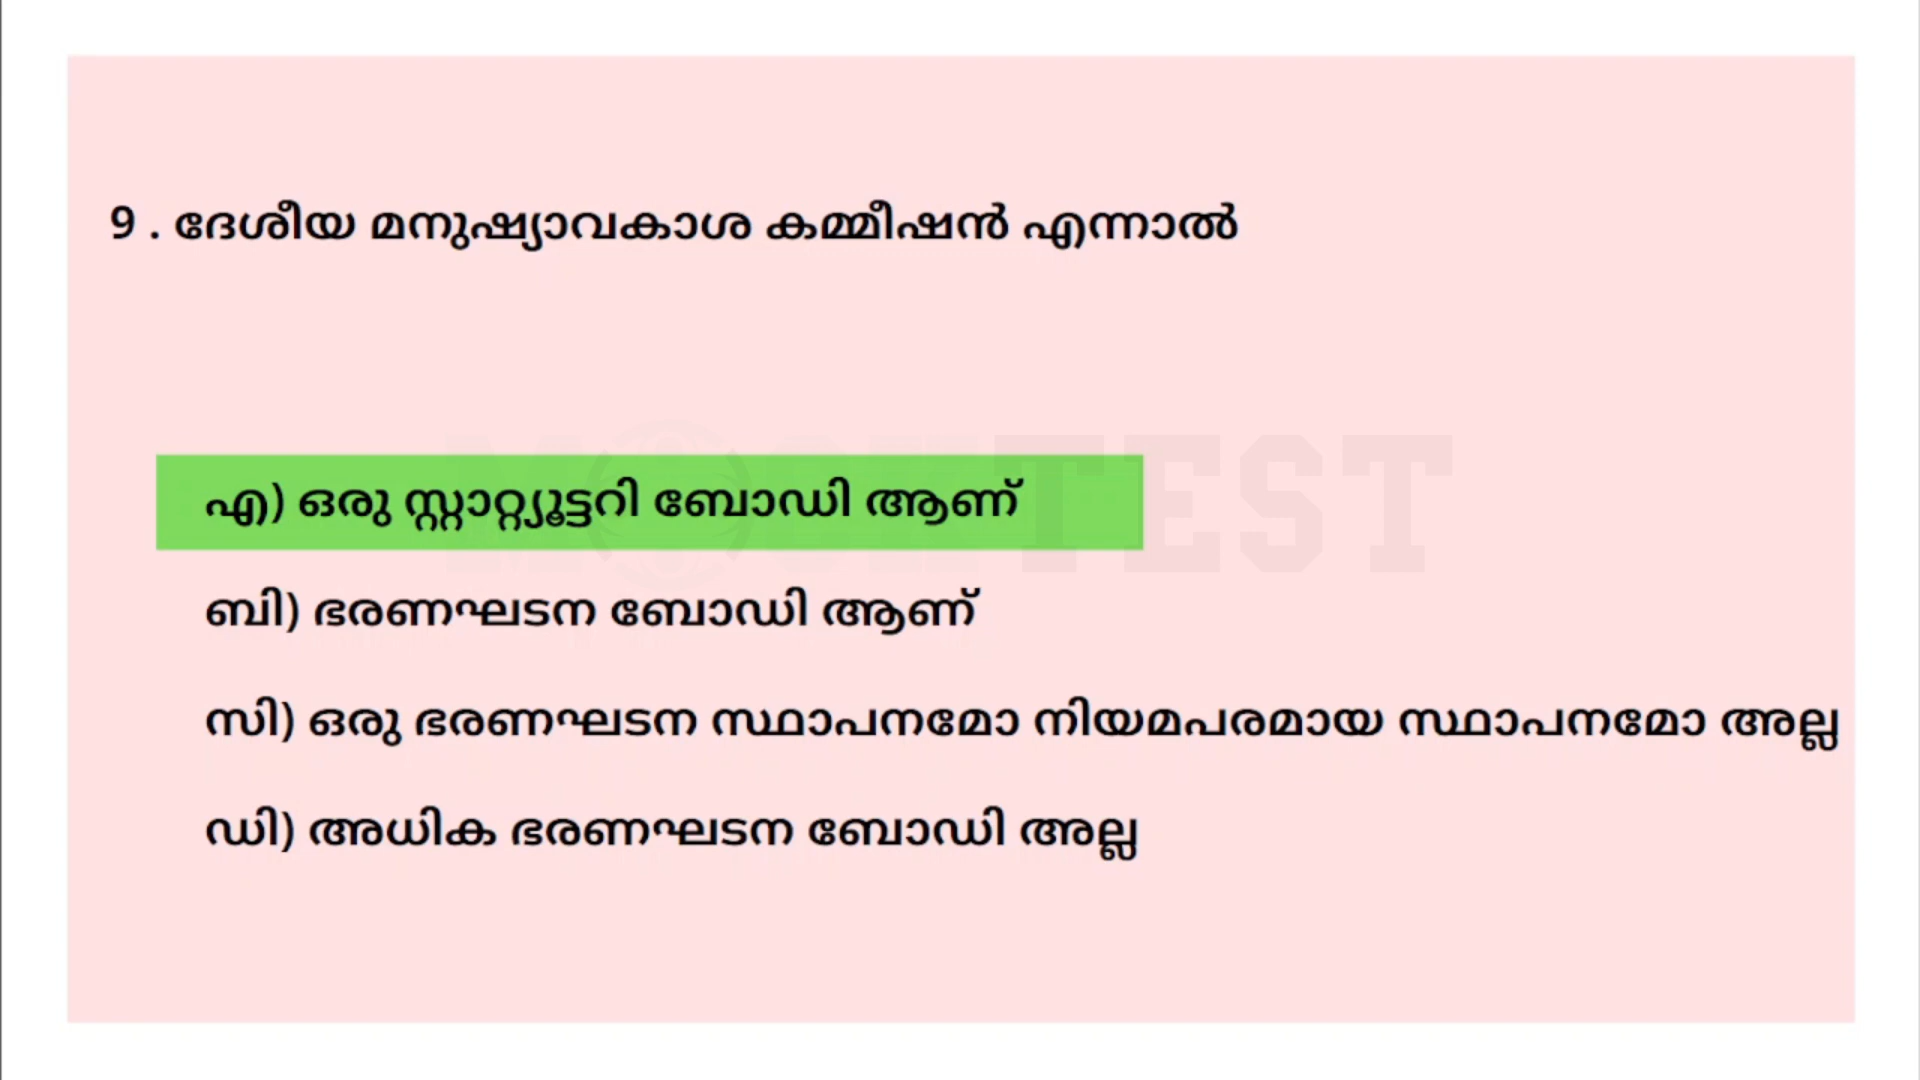 9 . ദേശീയ മനുഷ്യാവകാശ കമ്മീഷൻ എന്നാൽ
എ) ഒരു സ്റ്റാറ്റ്യൂട്ടറി ബോഡി ആണ്
ബി) ഭരണഘടന ബോഡി ആണ്
സി) ഒരു ഭരണഘടന സ്ഥാപനമോ നിയമപരമായ സ്ഥാപനമോ അല്ല
ഡി) അധിക ഭരണഘടന ബോഡി അല്ല
TEST